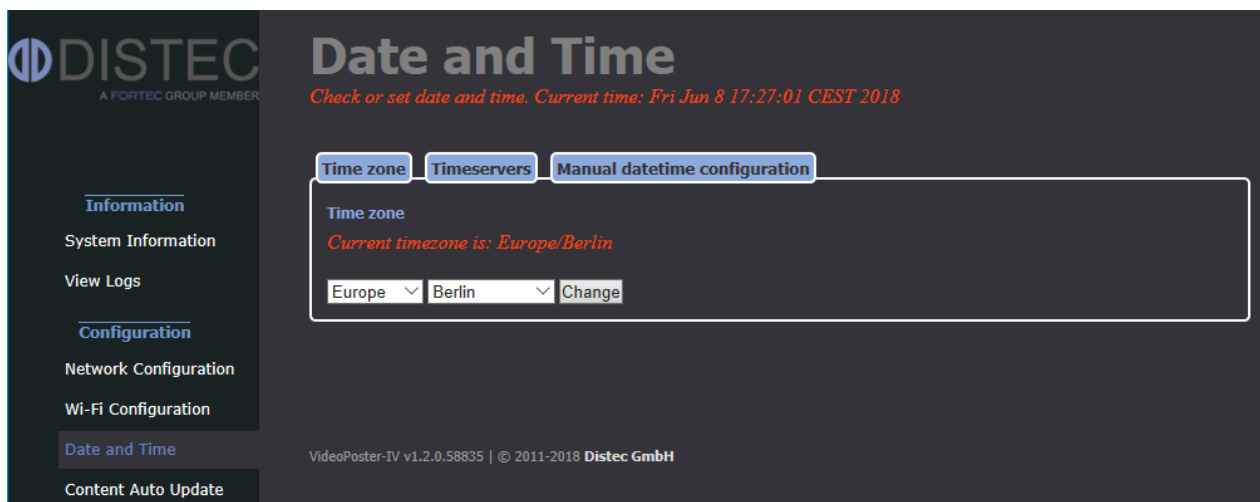 DISTEC
A FORTEC GROUP MEMBER
Information
System Information
View Logs
Configuration
Network Configuration
Wi-Fi Configuration
Date and Time
Content Auto Update
Date and Time
Check or set date and time. Current time: Fri Jun 8 17:27:01 CEST 2018
Time zone Timeservers Manual datetime configuration
Time zone
Current timezone is: Europe/Berlin
Europe Berlin Change
VideoPoster-IV v1.2.0.58835 | © 2011-2018 Distec GmbH